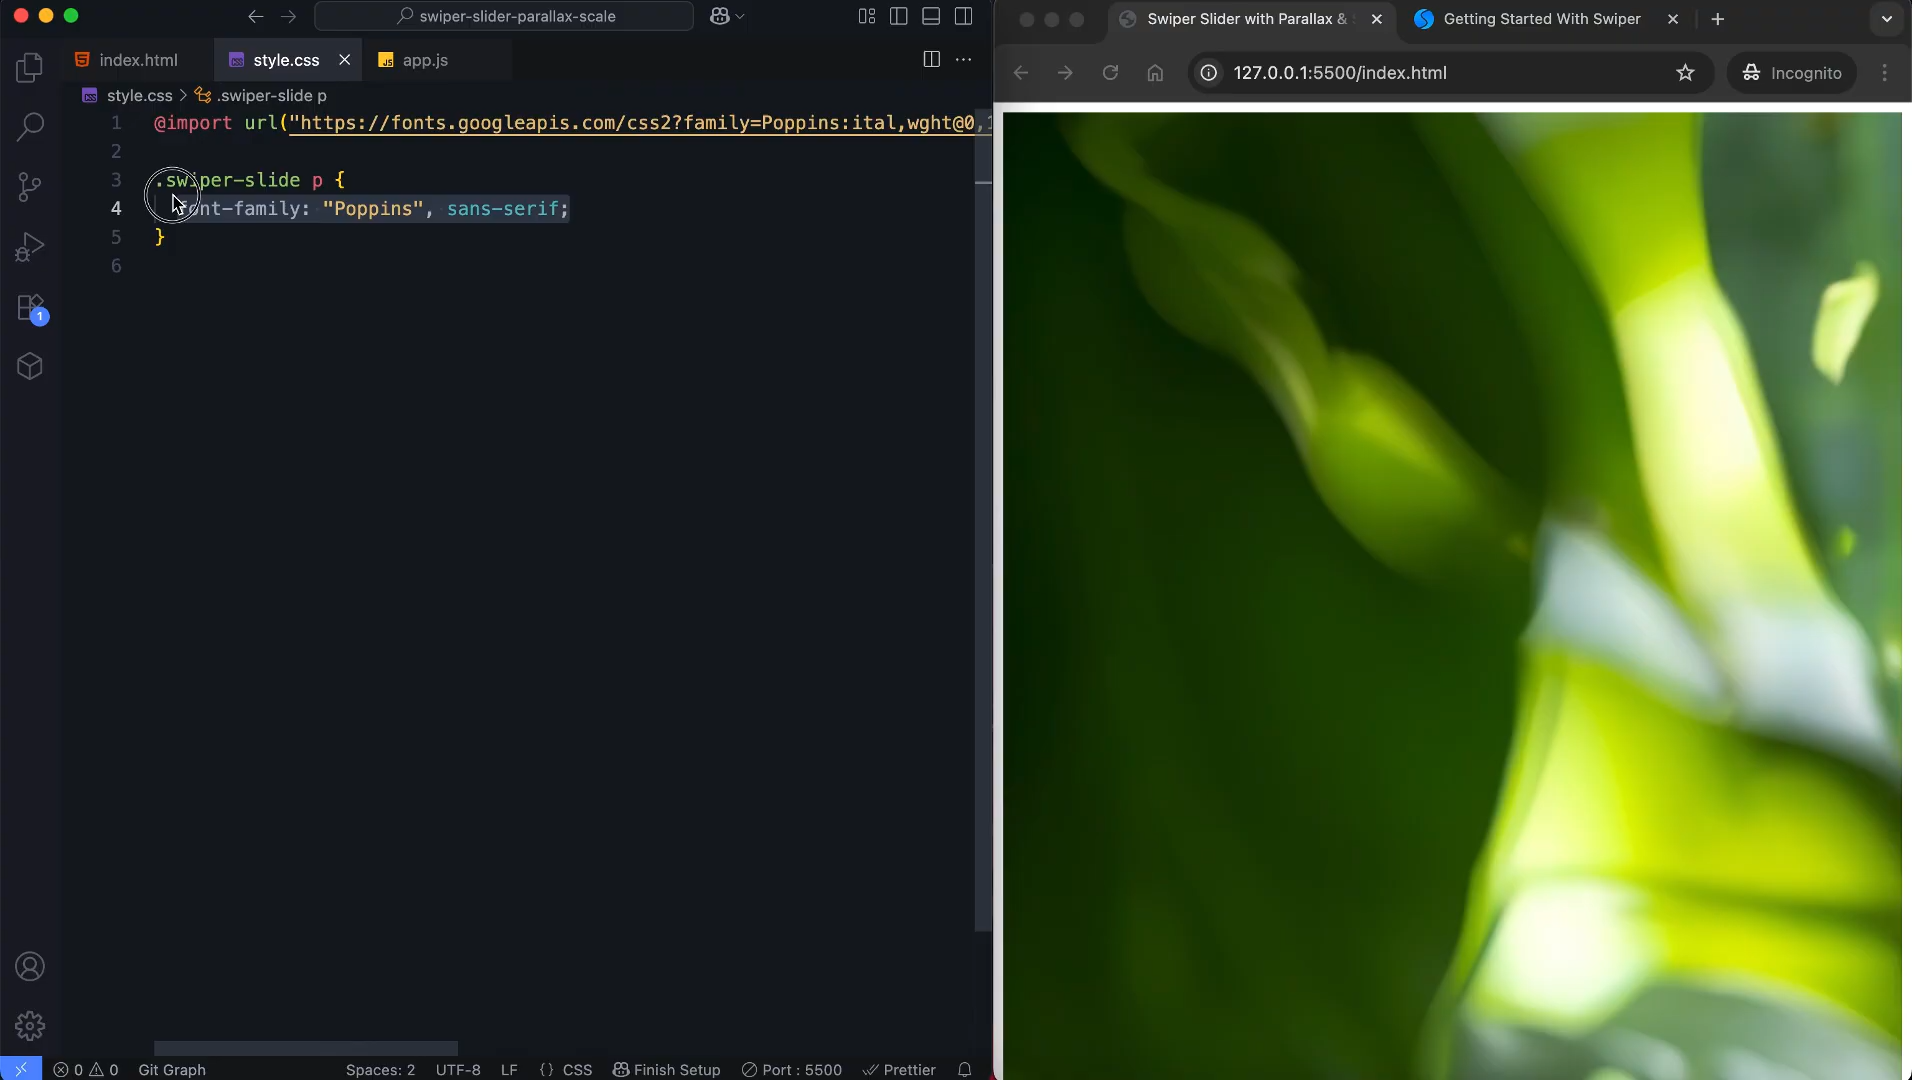 swiper-slider-parallax-scale
index.html
style.css
app.js
style.css > .swiper-slide p
1 @import url("https://fonts.googleapis.com/css2?family=Poppins:ital,wght@0,1
2
3 .swiper-slide p {
4 font-family: "Poppins", sans-serif;
5 }
6
1
0 0
Git Graph
Spaces: 2
UTF-8
LF
{} CSS
Finish Setup
Port : 5500
Prettier
Swiper Slider with Parallax &
Getting Started With Swiper
127.0.0.1:5500/index.html
Incognito